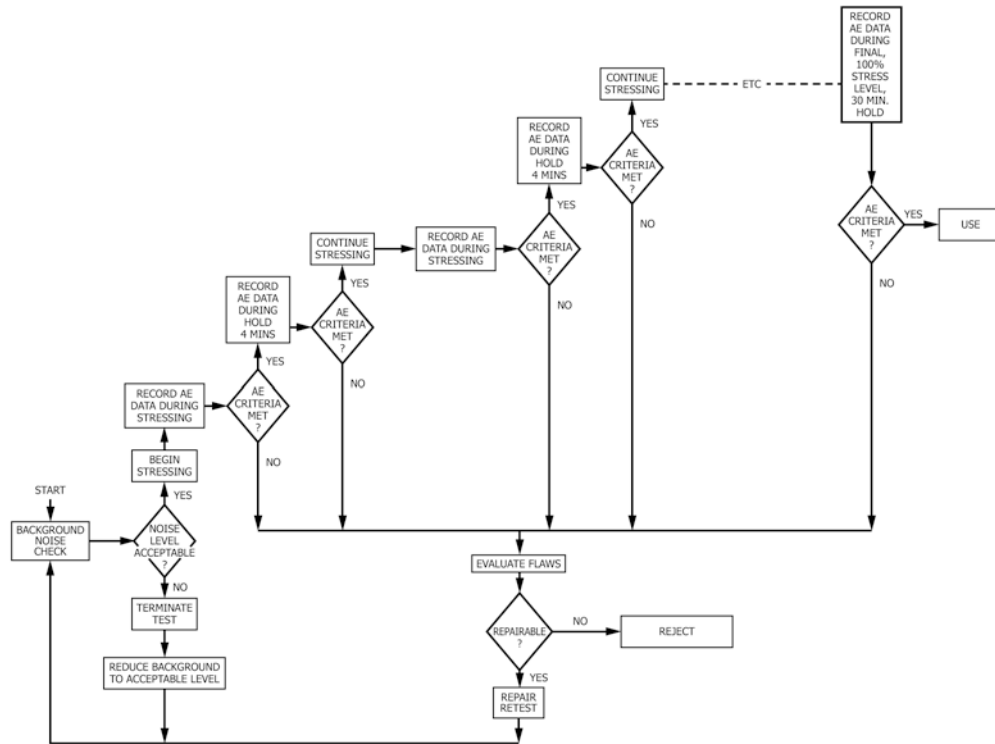 START
BACKGROUND
NOISE
CHECK
NOISE
LEVEL
ACCEPTABLE
?
YES
NO
BEGIN
STRESSING
RECORD AE
DATA DURING
STRESSING
AE
CRITERIA
MET
?
YES
NO
RECORD
AE DATA
DURING
HOLD
4 MINS
AE
CRITERIA
MET
?
YES
NO
CONTINUE
STRESSING
RECORD AE
DATA DURING
STRESSING
AE
CRITERIA
MET
?
YES
NO
RECORD
AE DATA
DURING
HOLD
4 MINS
AE
CRITERIA
MET
?
YES
NO
CONTINUE
STRESSING
ETC
RECORD
AE DATA
DURING
FINAL,
100%
STRESS
LEVEL,
30 MIN.
HOLD
AE
CRITERIA
MET
?
YES
NO
USE
TERMINATE
TEST
REDUCE BACKGROUND
TO ACCEPTABLE LEVEL
EVALUATE FLAWS
REPAIRABLE
?
NO
REJECT
YES
REPAIR
RETEST